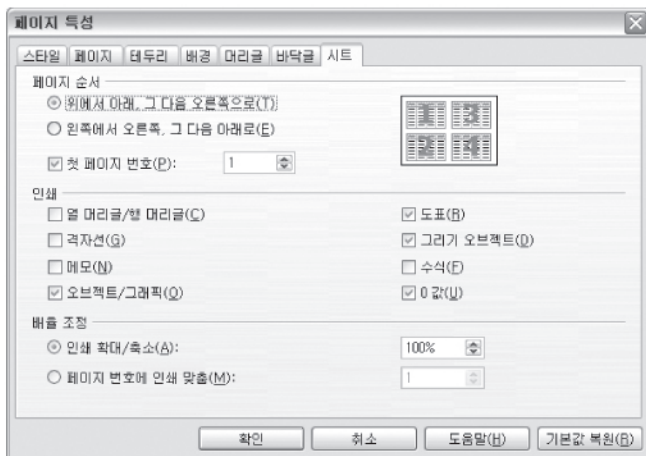 페이지 특성
스타일 페이지 테두리 배경 머리글 바닥글 시트
페이지 순서
위에서 아래, 그 다음 오른쪽으로(T)
왼쪽에서 오른쪽, 그 다음 아래로(E)
첫 페이지 번호(P): 1
1 3
2 4
인쇄
열 머리글/행 머리글(C) 도표(R)
격자선(G) 그리기 오브젝트(D)
메모(N) 수식(F)
오브젝트/그래픽(O) 0 값(U)
배율 조정
인쇄 확대/축소(A): 100%
페이지 번호에 인쇄 맞춤(M): 1
확인 취소 도움말(H) 기본값 복원(R)